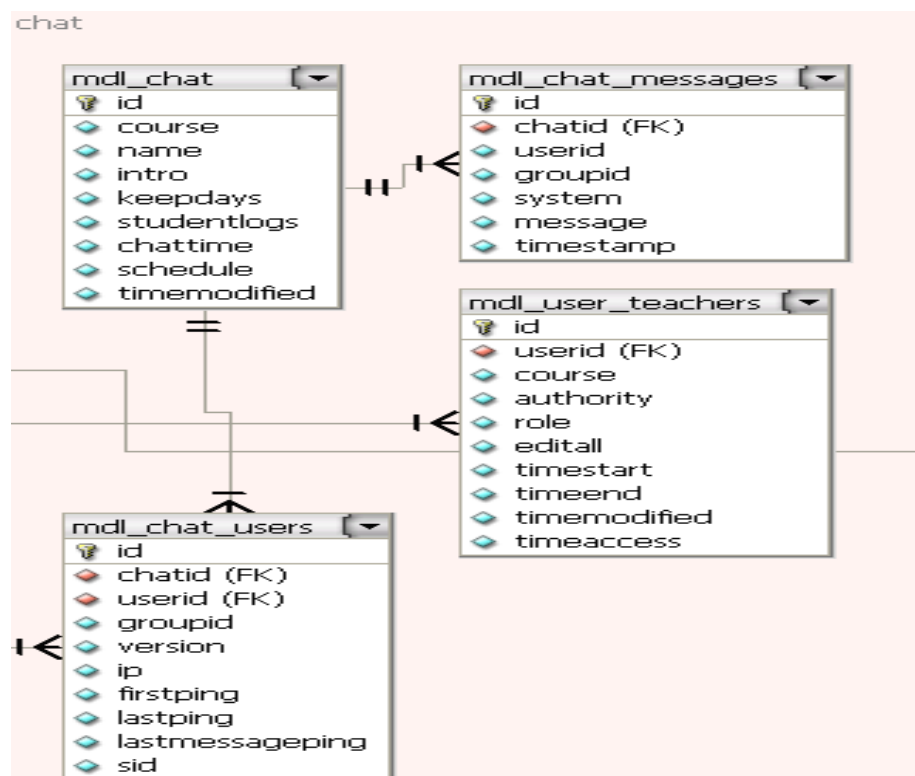 chat
mdl_chat
id
course
name
intro
keepdays
studentlogs
chattime
schedule
timemodified
mdl_chat_messages
id
chatid (FK)
userid
groupid
system
message
timestamp
mdl_user_teachers
id
userid (FK)
course
authority
role
editall
timestart
timeend
timemodified
timeaccess
mdl_chat_users
id
chatid (FK)
userid (FK)
groupid
version
ip
firstping
lastping
lastmessageping
sid